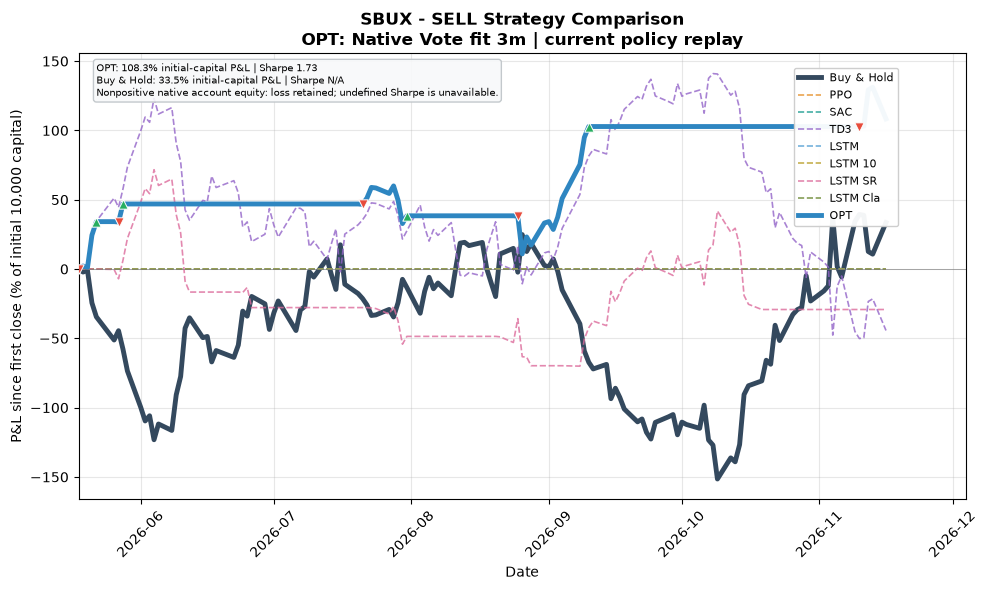 SBUX - SELL Strategy Comparison
OPT: Native Vote fit 3m | current policy replay
OPT: 108.3% initial-capital P&L | Sharpe 1.73
Buy & Hold: 33.5% initial-capital P&L | Sharpe N/A
Nonpositive native account equity: loss retained; undefined Sharpe is unavailable.
Buy & Hold
PPO
SAC
TD3
LSTM
LSTM 10
LSTM SR
LSTM Cla
OPT
P&L since first close (% of initial 10,000 capital)
150
100
50
0
−50
−100
−150
2026-06
2026-07
2026-08
2026-09
2026-10
2026-11
2026-12
Date